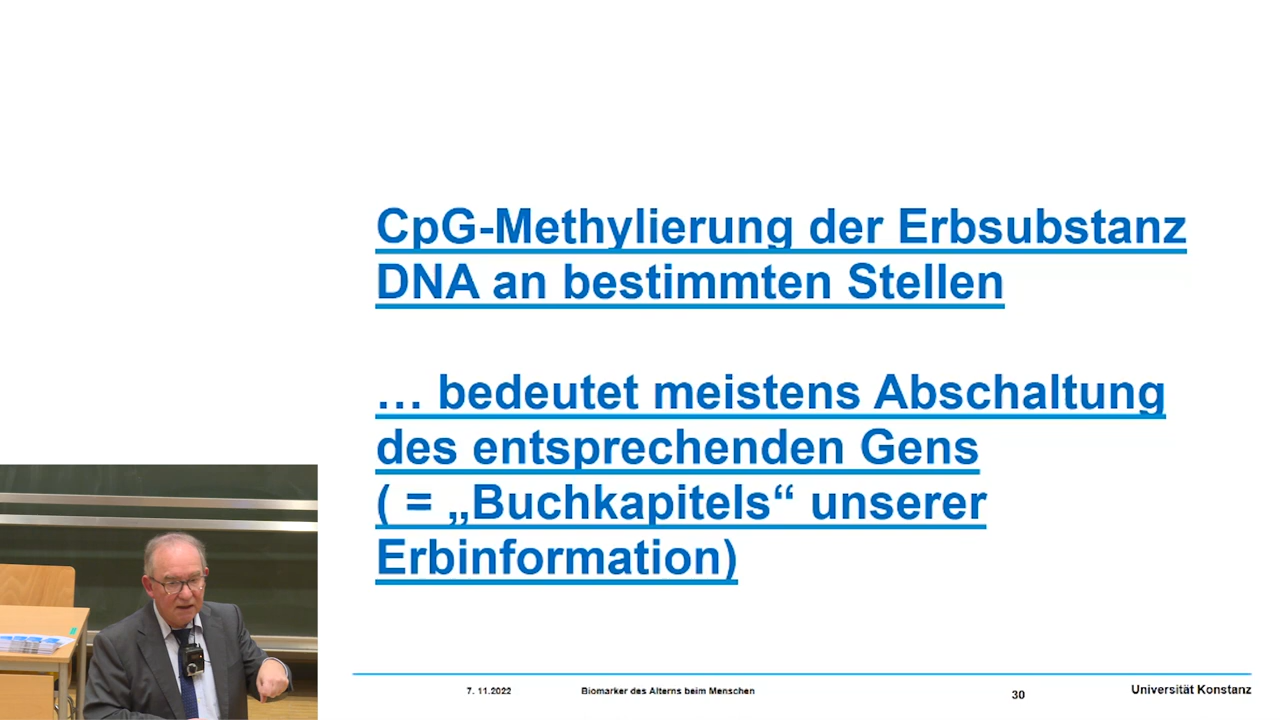 CpG-Methylierung der Erbsubstanz
DNA an bestimmten Stellen
… bedeutet meistens Abschaltung
des entsprechenden Gens
( = „Buchkapitels“ unserer
Erbinformation)
7. 11.2022
Biomarker des Alterns beim Menschen
30
Universität Konstanz